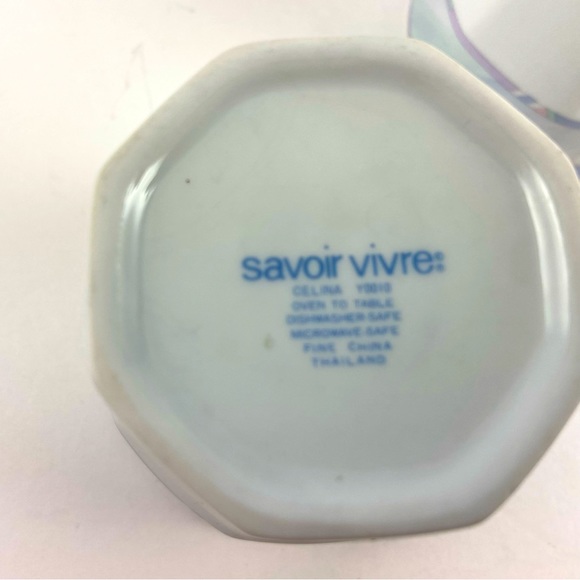 savoir vivre®
CELINA Y0010
OVEN TO TABLE
DISHWASHER-SAFE
MICROWAVE-SAFE
FINE CHINA
THAILAND